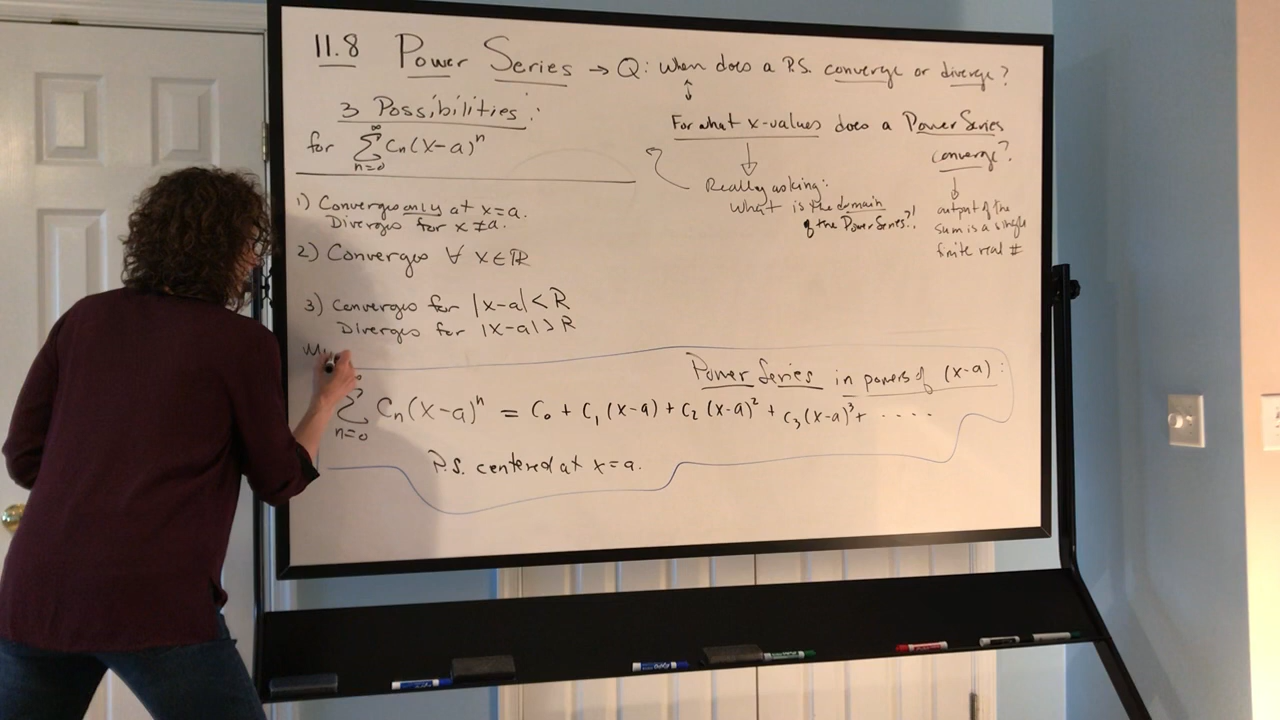 11.8 Power Series → Q: When does a P.S. converge or diverge?
3 Possibilities:
for ∑_{n=0}^{∞} Cn(x-a)^n
For what x-values does a Power Series
converge?
Really asking:
What is the domain
of the Power Series?!
output of the
sum is a single
finite real #
1) Converges only at x=a.
Diverges for x≠a.
2) Converges ∀ x∈ℝ
3) Converges for |x-a|<R
Diverges for |x-a|>R
Power Series in powers of (x-a):
∑_{n=0}^{∞} Cn(x-a)^n = C₀ + C₁(x-a) + C₂(x-a)² + C₃(x-a)³ + ....
P.S. centered at x=a.